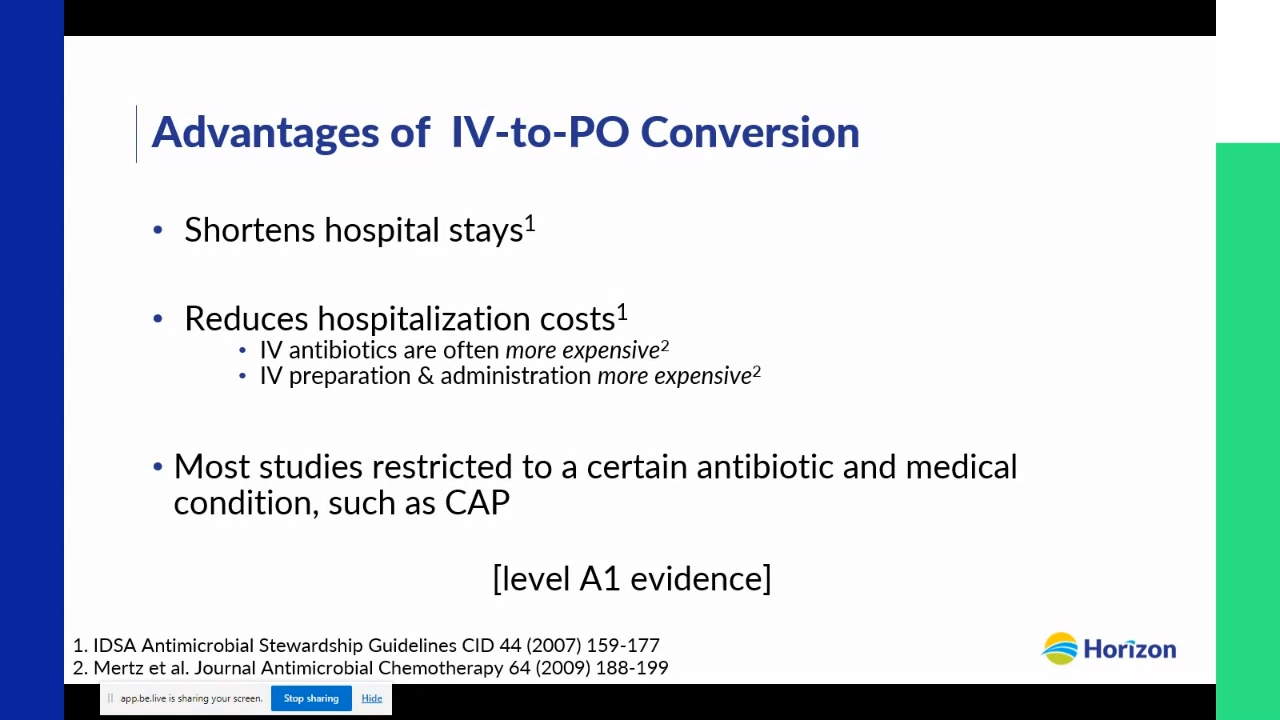 Advantages of IV-to-PO Conversion
• Shortens hospital stays¹
• Reduces hospitalization costs¹
• IV antibiotics are often more expensive²
• IV preparation & administration more expensive²
• Most studies restricted to a certain antibiotic and medical
condition, such as CAP
[level A1 evidence]
1. IDSA Antimicrobial Stewardship Guidelines CID 44 (2007) 159-177
2. Mertz et al. Journal Antimicrobial Chemotherapy 64 (2009) 188-199
Horizon
app.be.live is sharing your screen. Stop sharing Hide